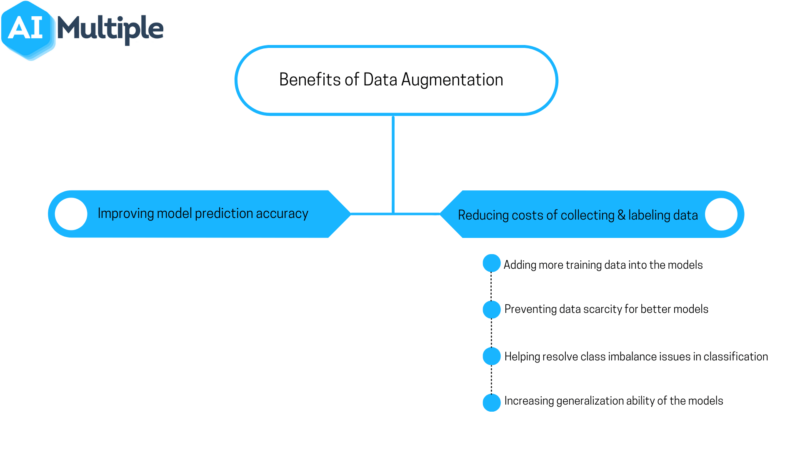 AI Multiple
Benefits of Data Augmentation
Improving model prediction accuracy
Reducing costs of collecting & labeling data
Adding more training data into the models
Preventing data scarcity for better models
Helping resolve class imbalance issues in classification
Increasing generalization ability of the models